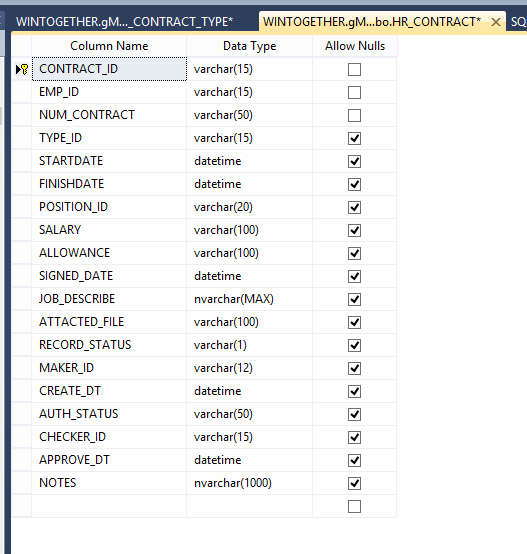 WINTOGETHER.gM..._CONTRACT_TYPE* WINTOGETHER.gM...bo.HR_CONTRACT* SQ
Column Name Data Type Allow Nulls
CONTRACT_ID varchar(15)
EMP_ID varchar(15)
NUM_CONTRACT varchar(50)
TYPE_ID varchar(15)
STARTDATE datetime
FINISHDATE datetime
POSITION_ID varchar(20)
SALARY varchar(100)
ALLOWANCE varchar(100)
SIGNED_DATE datetime
JOB_DESCRIBE nvarchar(MAX)
ATTACTED_FILE varchar(100)
RECORD_STATUS varchar(1)
MAKER_ID varchar(12)
CREATE_DT datetime
AUTH_STATUS varchar(50)
CHECKER_ID varchar(15)
APPROVE_DT datetime
NOTES nvarchar(1000)